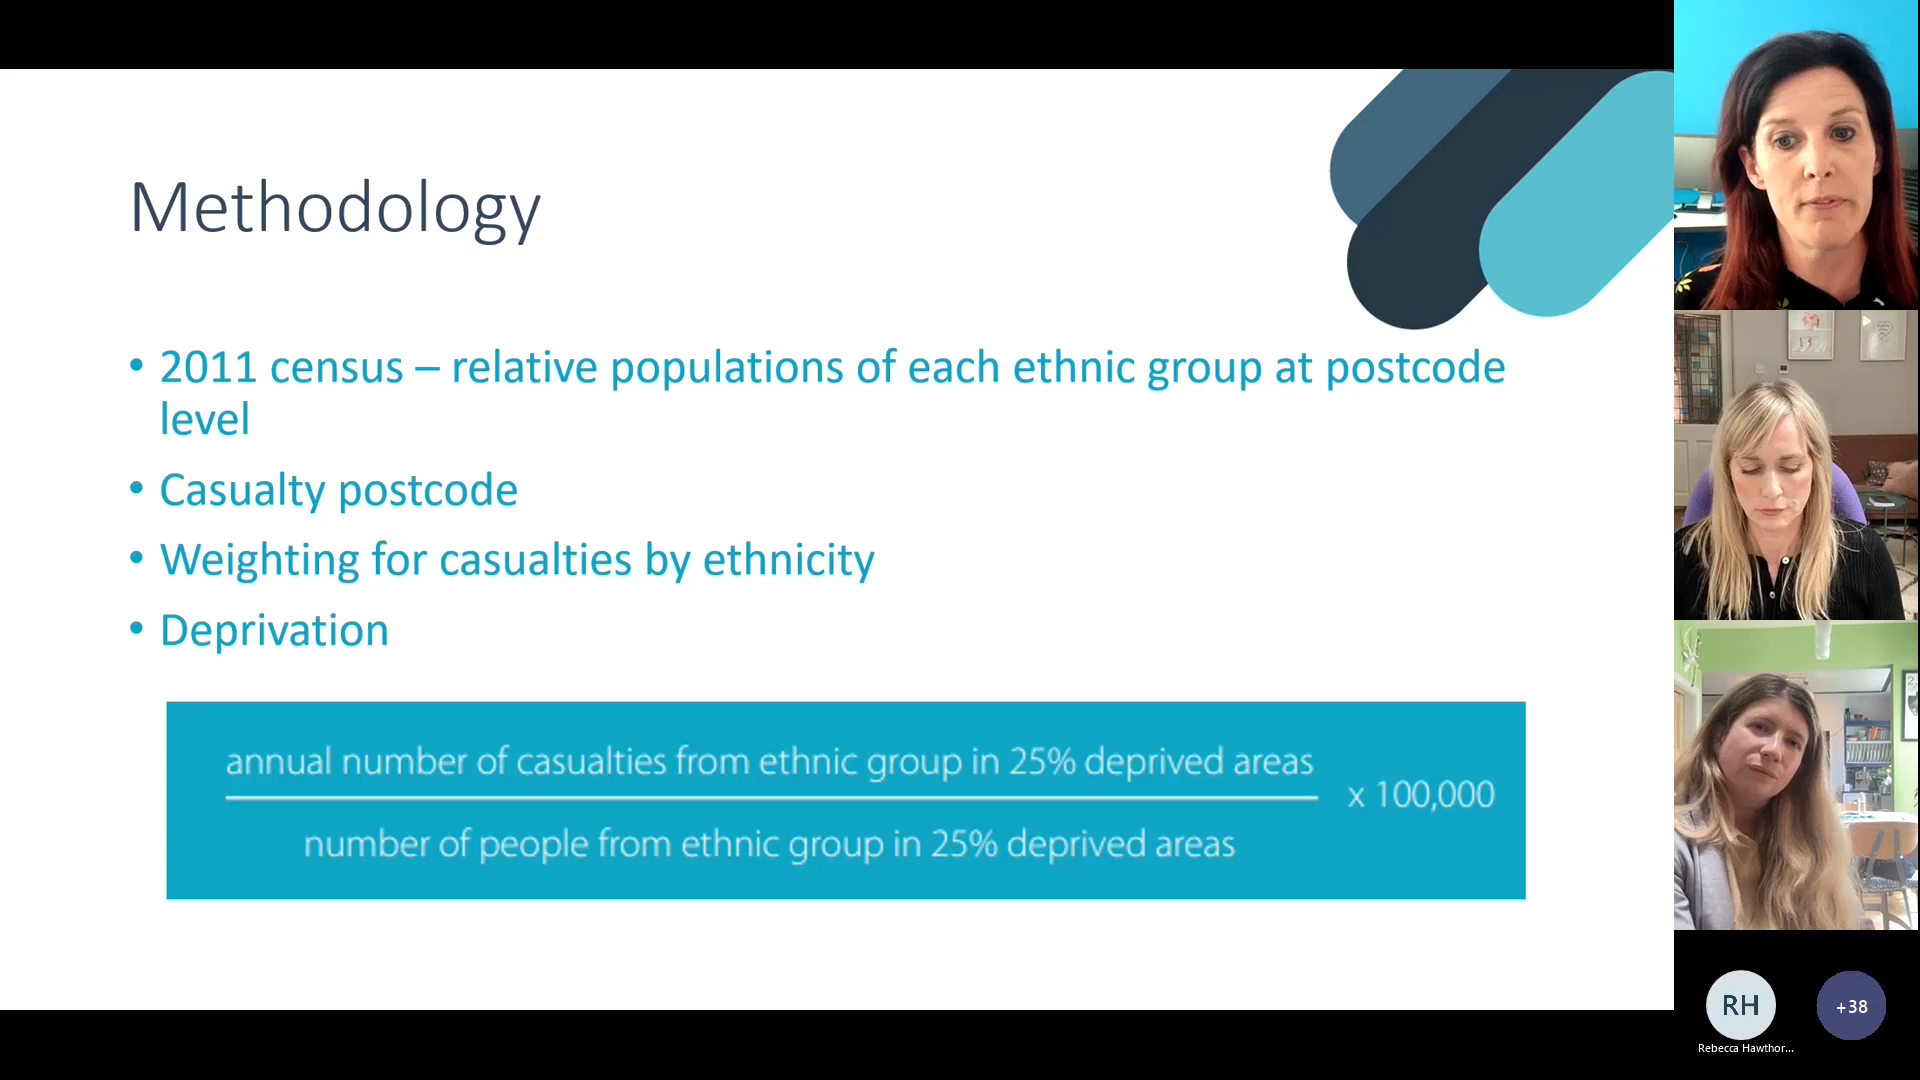 Methodology
• 2011 census – relative populations of each ethnic group at postcode
level
• Casualty postcode
• Weighting for casualties by ethnicity
• Deprivation
annual number of casualties from ethnic group in 25% deprived areas
x 100,000
number of people from ethnic group in 25% deprived areas
RH
+38
Rebecca Hawthor...